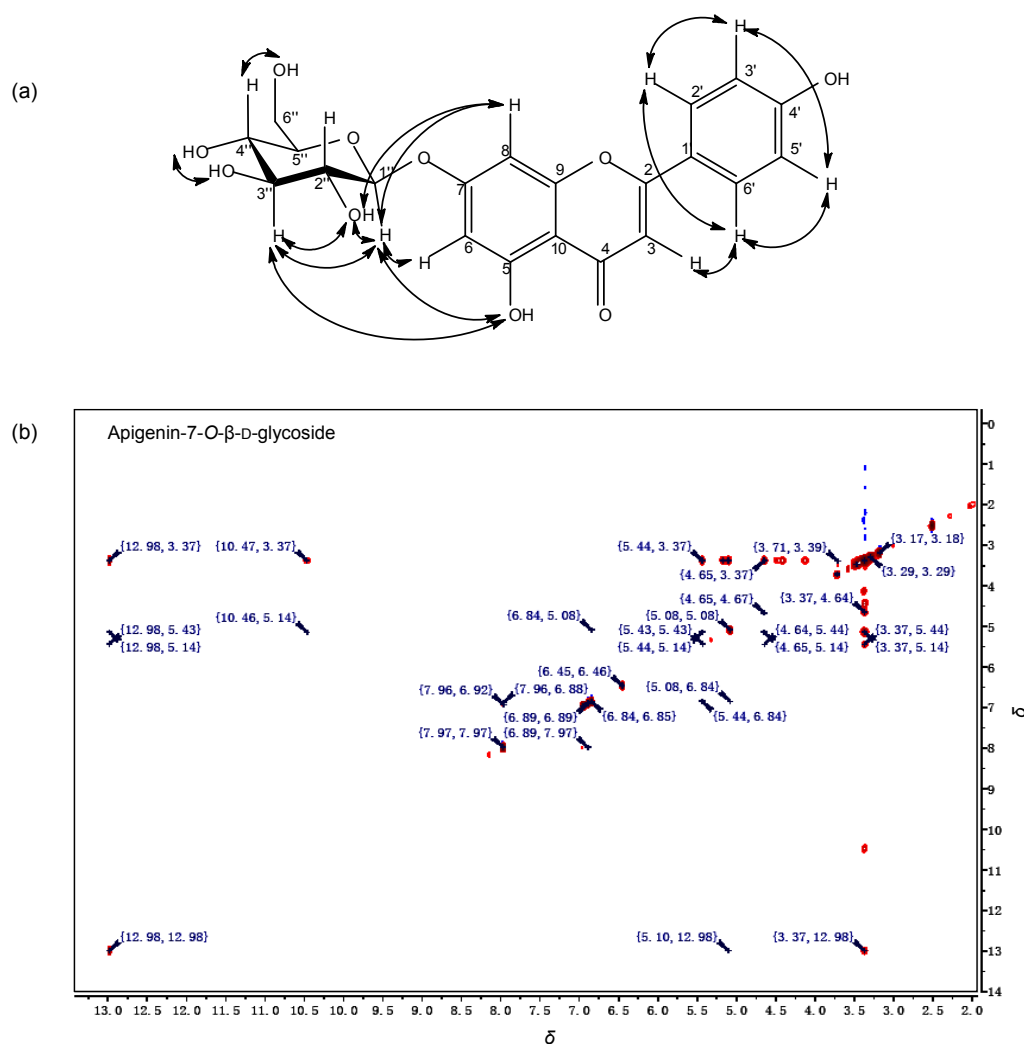 (a)
H
H
3'
OH
OH
H
H
2'
4'
6''
H
H
8
1'
5'
4''
O
O
O
9
2
HO
5''
1''
7
6'
H
HO
2''
3''
OH
H
H
H
6
10
4
3
H
H
H
5
OH
O
(b)
Apigenin-7-O-β-D-glycoside
{12.98, 3.37}
{10.47, 3.37}
{5.44, 3.37}
{3.71, 3.39}
{3.17, 3.18}
{4.65, 3.37}
{3.29, 3.29}
{4.65, 4.67}
{3.37, 4.64}
{10.46, 5.14}
{6.84, 5.08}
{5.08, 5.08}
{12.98, 5.43}
{5.43, 5.43}
{4.64, 5.44}
{3.37, 5.44}
{12.98, 5.14}
{5.44, 5.14}
{4.65, 5.14}
{3.37, 5.14}
{6.45, 6.46}
{7.96, 6.92}
{7.96, 6.88}
{5.08, 6.84}
{6.89, 6.89}
{6.84, 6.85}
{5.44, 6.84}
{7.97, 7.97}
{6.89, 7.97}
{12.98, 12.98}
{5.10, 12.98}
{3.37, 12.98}
0
1
2
3
4
5
6
7
8
9
10
11
12
13
14
δ
13.0 12.5 12.0 11.5 11.0 10.5 10.0 9.5 9.0 8.5 8.0 7.5 7.0 6.5 6.0 5.5 5.0 4.5 4.0 3.5 3.0 2.5 2.0
δ